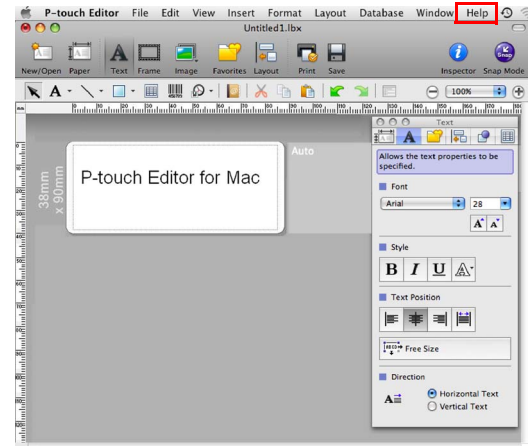 P-touch Editor File Edit View Insert Format Layout Database Window Help
Untitled1.lbx
New/Open Paper Text Frame Image Favorites Layout Print Save Inspector Snap Mode
A 100%
mm
Text
Allows the text properties to be
specified.
Auto
38mm
x 90mm
P-touch Editor for Mac
Font
Arial 28
A A
Style
B I U A
Text Position
Free Size
Direction
A Horizontal Text
Vertical Text